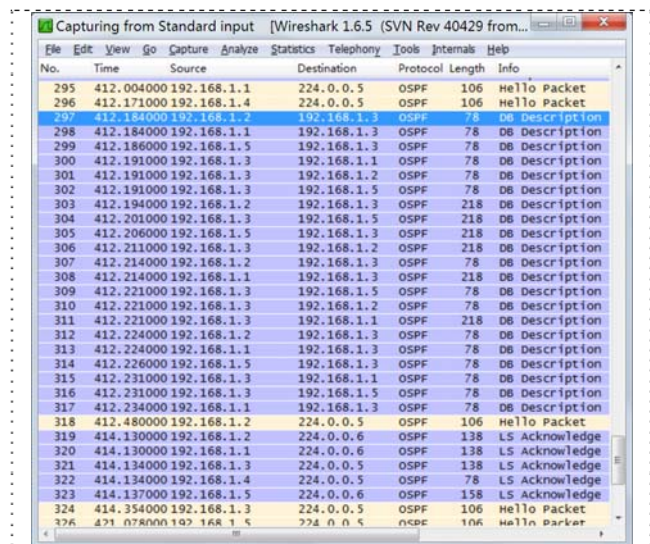 Capturing from Standard input [Wireshark 1.6.5 (SVN Rev 40429 from...
File Edit View Go Capture Analyze Statistics Telephony Tools Internals Help
No. Time Source Destination Protocol Length Info
295 412.004000 192.168.1.1 224.0.0.5 OSPF 106 Hello Packet
296 412.171000 192.168.1.4 224.0.0.5 OSPF 106 Hello Packet
297 412.184000 192.168.1.2 192.168.1.3 OSPF 78 DB Description
298 412.184000 192.168.1.1 192.168.1.3 OSPF 78 DB Description
299 412.186000 192.168.1.5 192.168.1.3 OSPF 78 DB Description
300 412.191000 192.168.1.3 192.168.1.1 OSPF 78 DB Description
301 412.191000 192.168.1.3 192.168.1.2 OSPF 78 DB Description
302 412.191000 192.168.1.3 192.168.1.5 OSPF 78 DB Description
303 412.194000 192.168.1.2 192.168.1.3 OSPF 218 DB Description
304 412.201000 192.168.1.3 192.168.1.5 OSPF 218 DB Description
305 412.206000 192.168.1.5 192.168.1.3 OSPF 218 DB Description
306 412.211000 192.168.1.3 192.168.1.2 OSPF 218 DB Description
307 412.214000 192.168.1.2 192.168.1.3 OSPF 78 DB Description
308 412.214000 192.168.1.1 192.168.1.3 OSPF 218 DB Description
309 412.221000 192.168.1.3 192.168.1.5 OSPF 78 DB Description
310 412.221000 192.168.1.3 192.168.1.2 OSPF 78 DB Description
311 412.221000 192.168.1.3 192.168.1.1 OSPF 218 DB Description
312 412.224000 192.168.1.2 192.168.1.3 OSPF 78 DB Description
313 412.224000 192.168.1.1 192.168.1.3 OSPF 78 DB Description
314 412.226000 192.168.1.5 192.168.1.3 OSPF 78 DB Description
315 412.231000 192.168.1.3 192.168.1.1 OSPF 78 DB Description
316 412.231000 192.168.1.3 192.168.1.5 OSPF 78 DB Description
317 412.234000 192.168.1.1 192.168.1.3 OSPF 78 DB Description
318 412.480000 192.168.1.2 224.0.0.5 OSPF 106 Hello Packet
319 414.130000 192.168.1.2 224.0.0.6 OSPF 138 LS Acknowledge
320 414.130000 192.168.1.1 224.0.0.6 OSPF 138 LS Acknowledge
321 414.134000 192.168.1.3 224.0.0.5 OSPF 138 LS Acknowledge
322 414.134000 192.168.1.4 224.0.0.5 OSPF 78 LS Acknowledge
323 414.137000 192.168.1.5 224.0.0.6 OSPF 158 LS Acknowledge
324 414.354000 192.168.1.3 224.0.0.5 OSPF 106 Hello Packet
326 421.078000 192.168.1.5 224.0.0.5 OSPF 106 Hello Packet